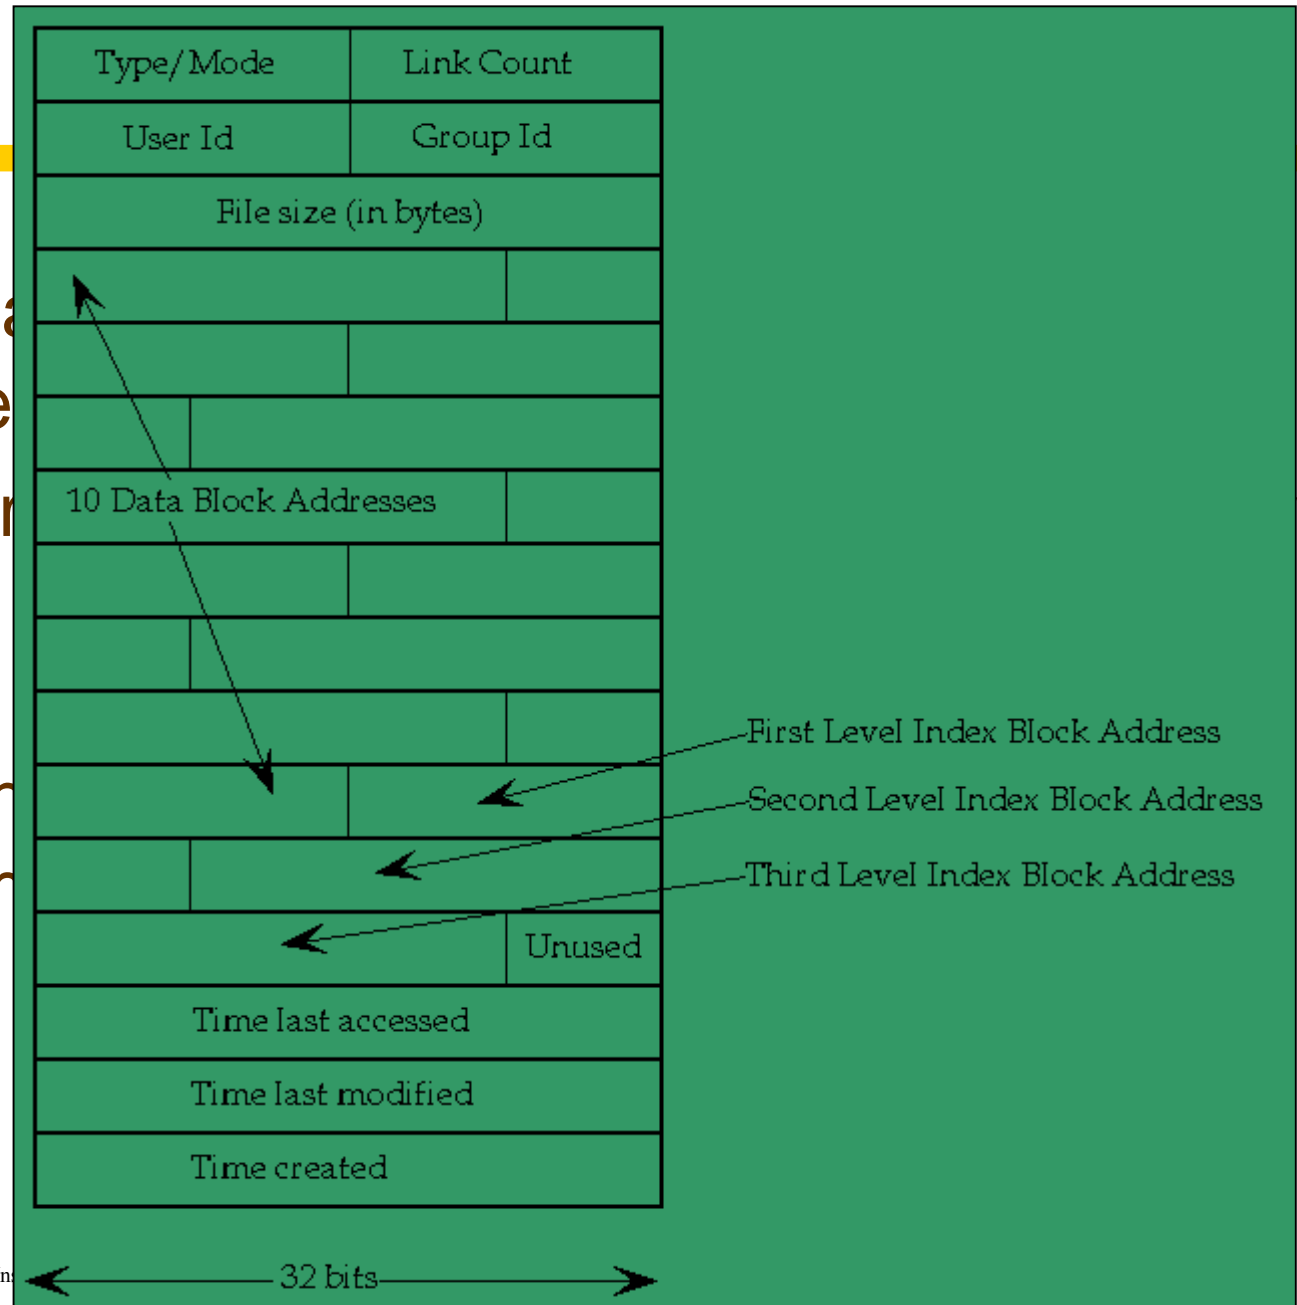 Type/Mode
Link Count
User Id
Group Id
File size (in bytes)
10 Data Block Addresses
First Level Index Block Address
Second Level Index Block Address
Third Level Index Block Address
Unused
Time last accessed
Time last modified
Time created
32 bits